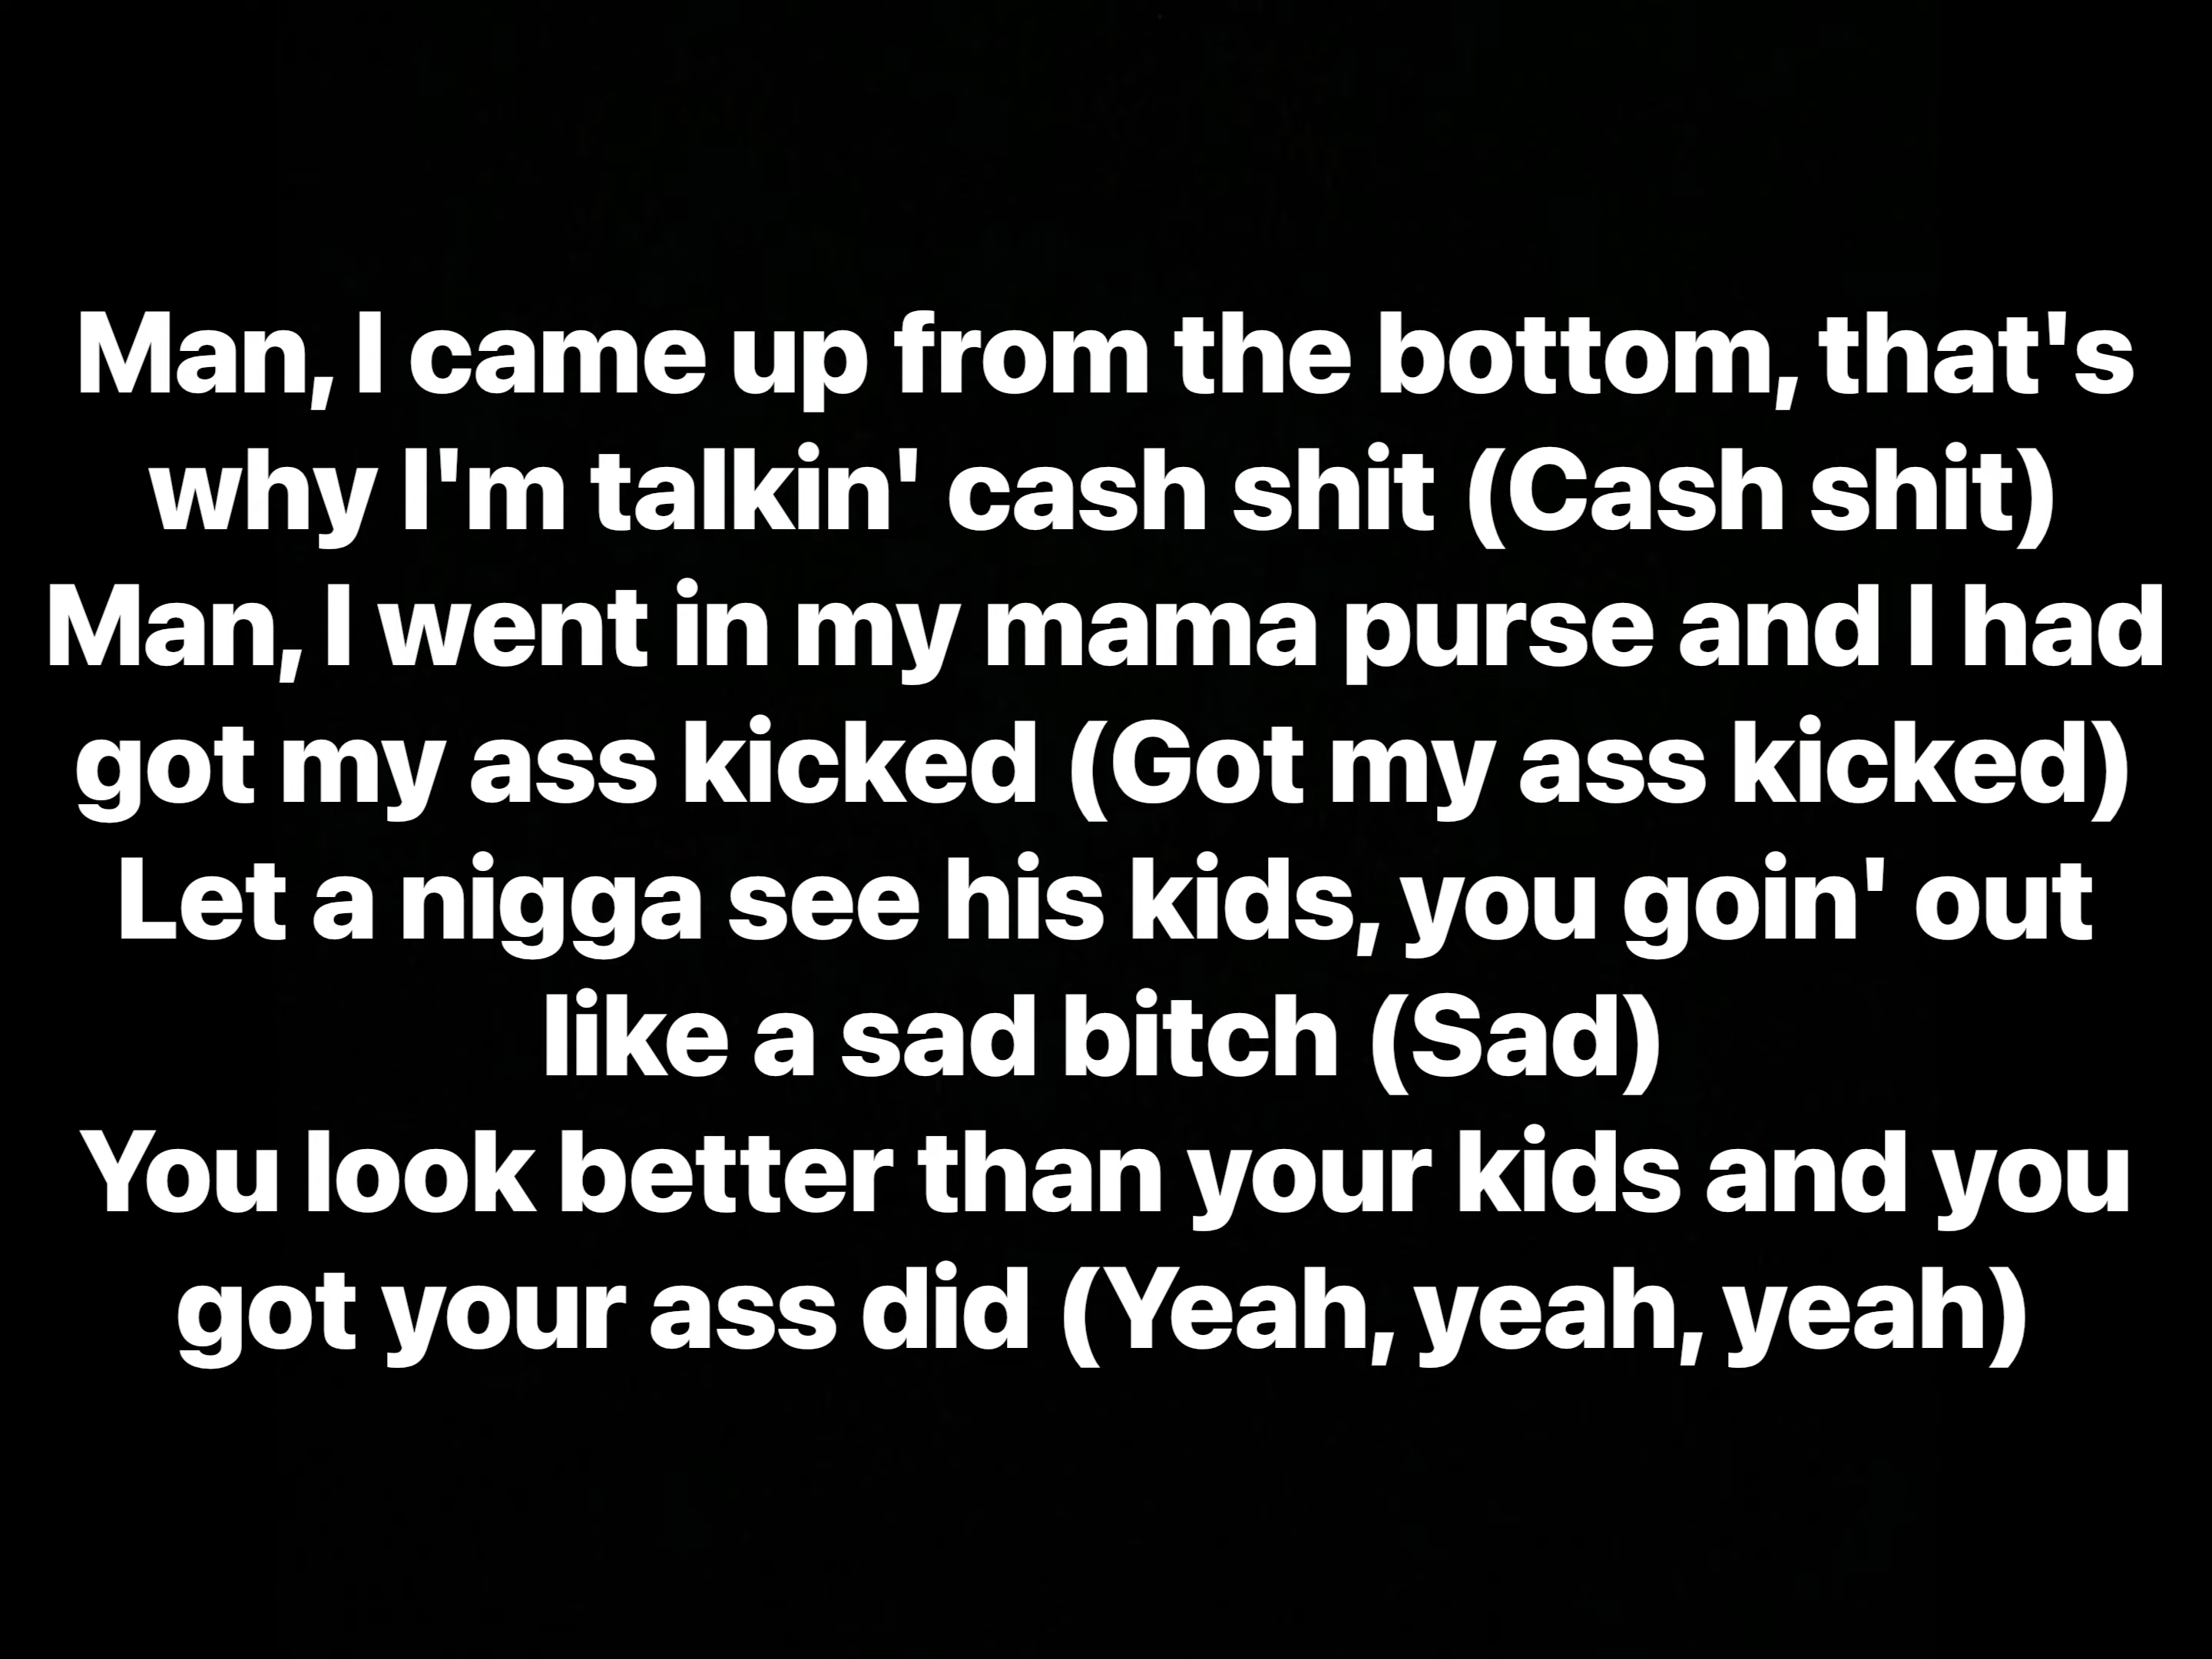 Man, I came up from the bottom, that's
why I'm talkin' cash shit (Cash shit)
Man, I went in my mama purse and I had
got my ass kicked (Got my ass kicked)
Let a nigga see his kids, you goin' out
like a sad bitch (Sad)
You look better than your kids and you
got your ass did (Yeah, yeah, yeah)